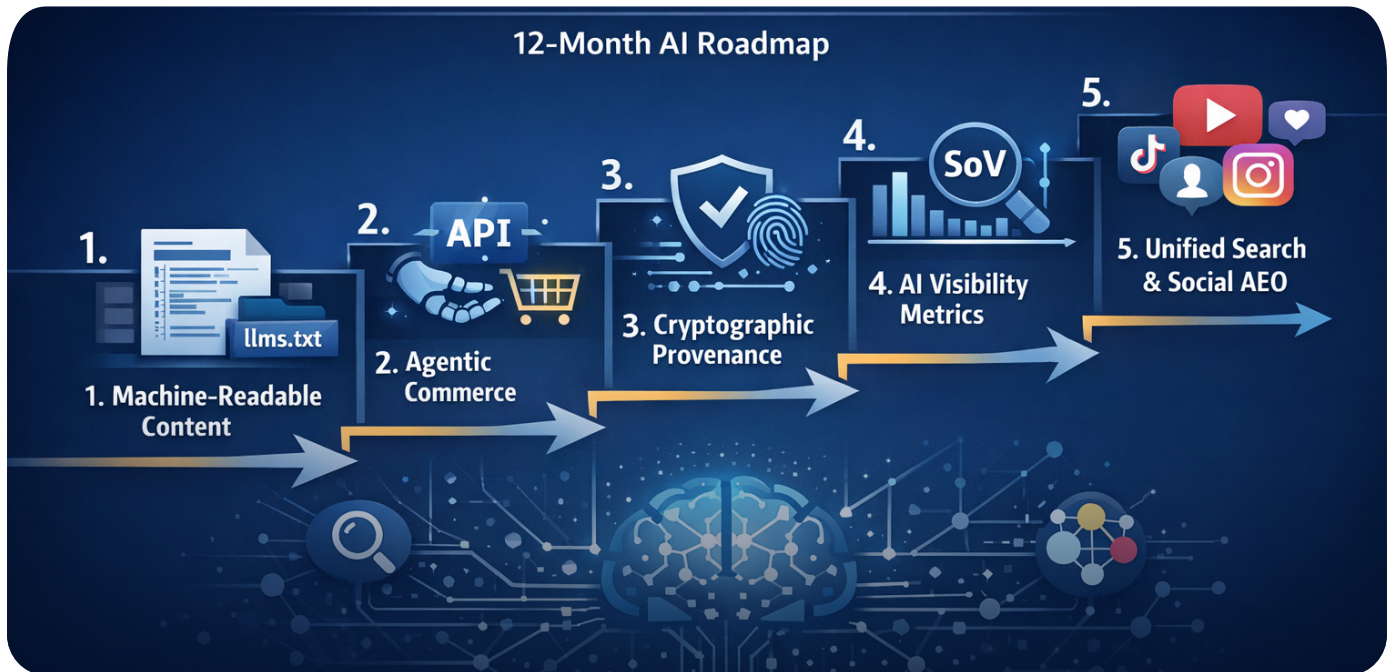 12-Month AI Roadmap
1.
llms.txt
1. Machine-Readable
Content
2.
API
2. Agentic
Commerce
3.
3. Cryptographic
Provenance
4.
SoV
4. AI Visibility
Metrics
5.
5. Unified Search
& Social AEO